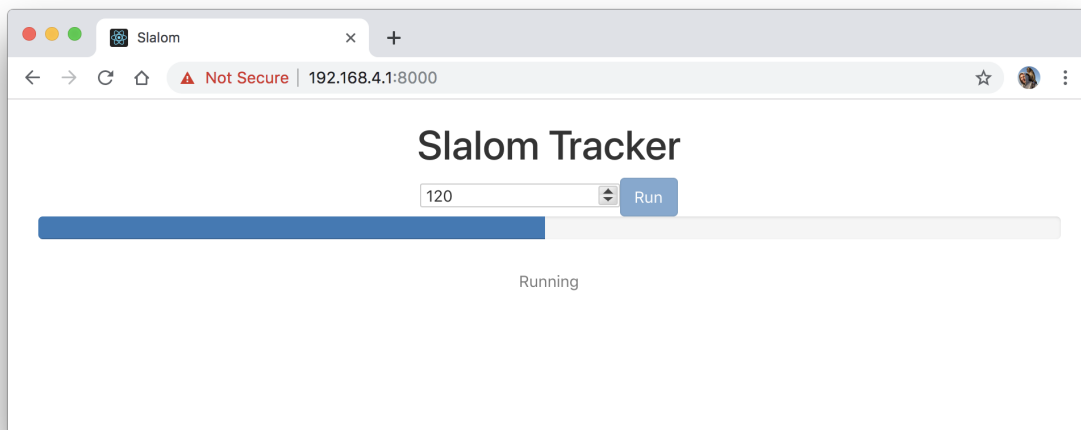 Slalom
Not Secure 192.168.4.1:8000
Slalom Tracker
120 Run
Running